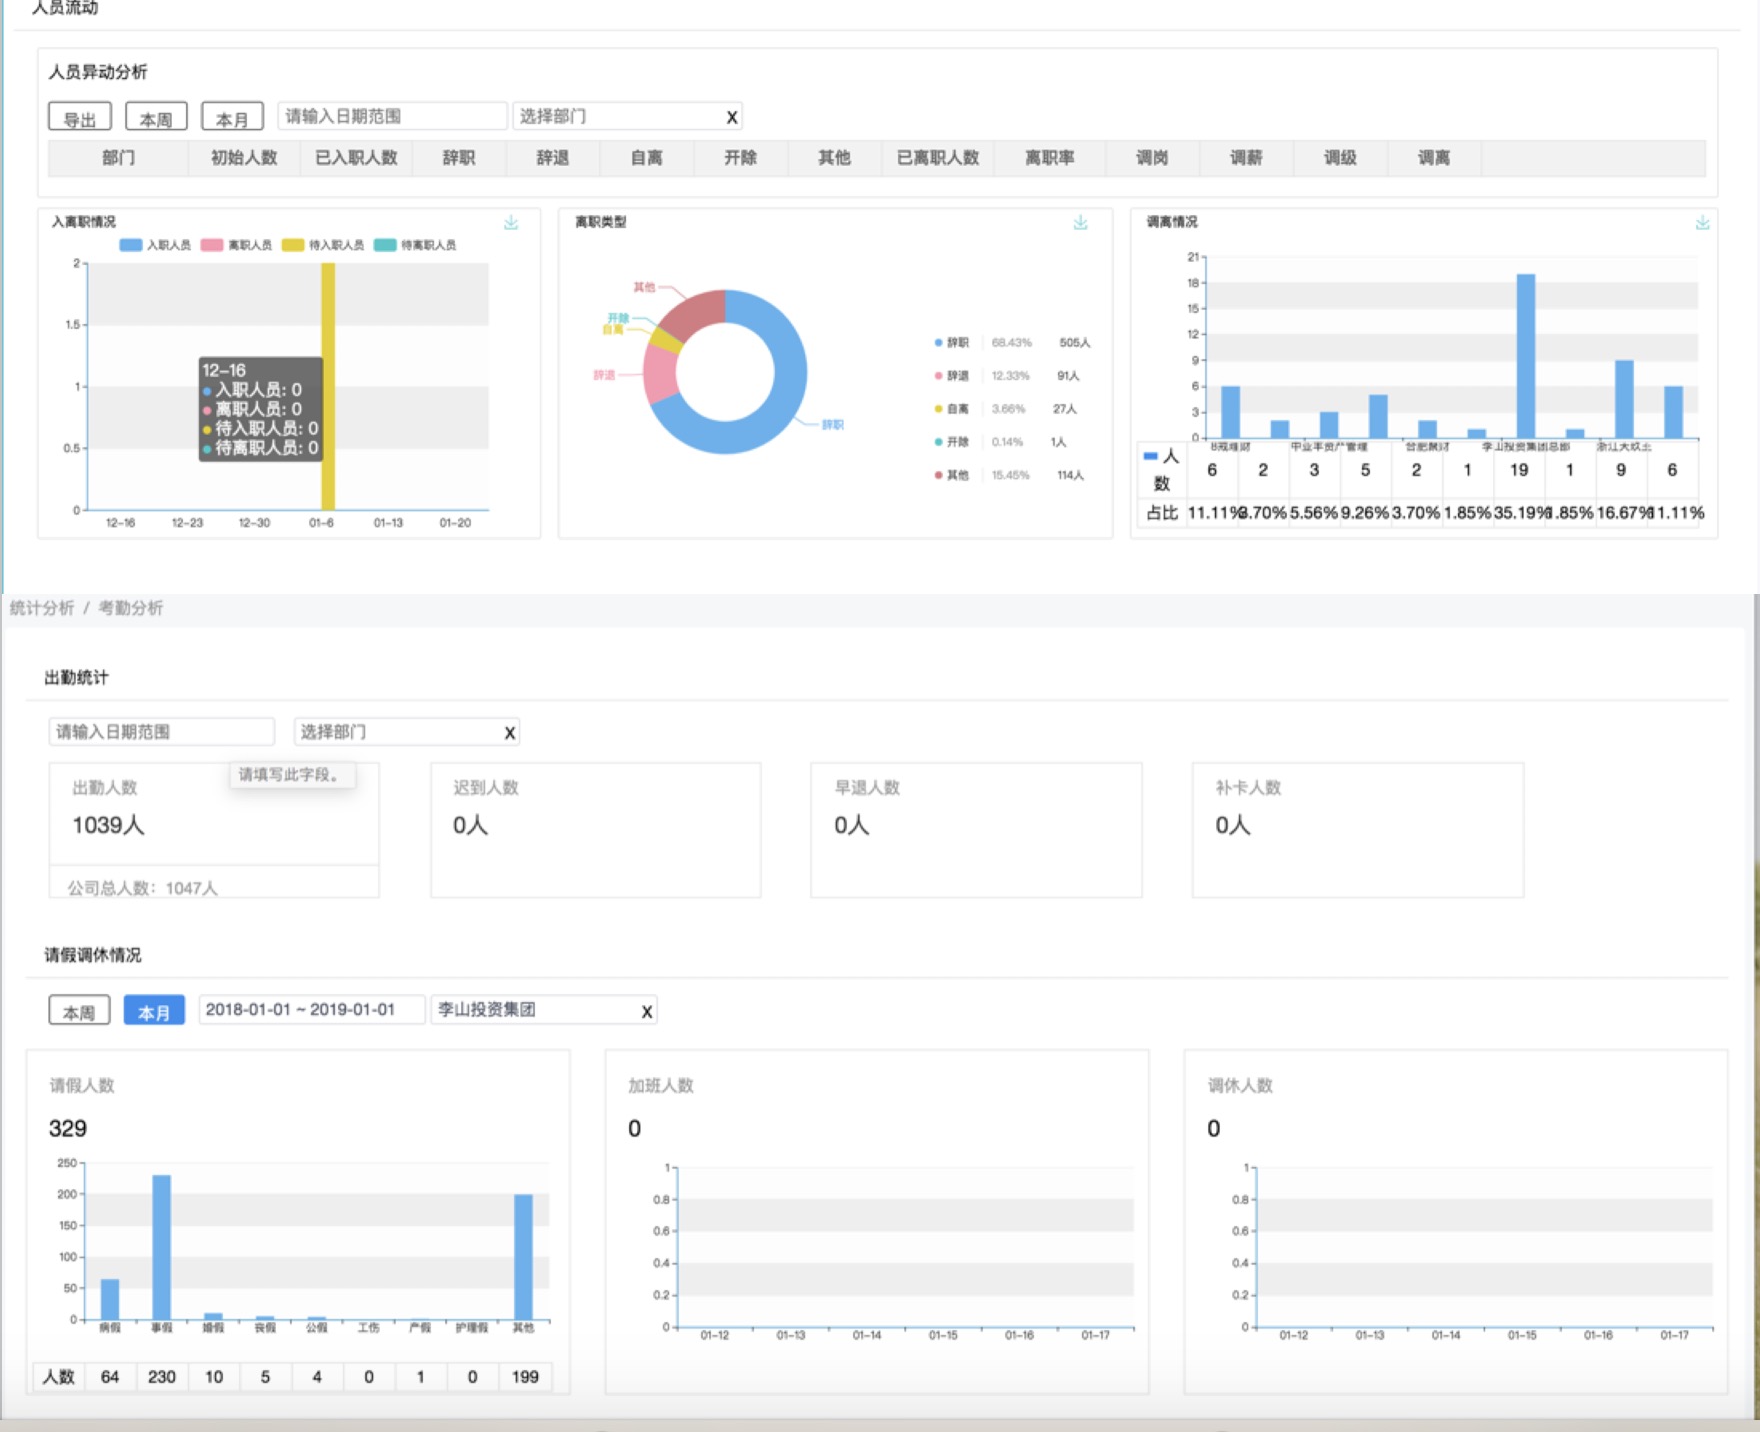 人员流动
人员异动分析
导出 本周 本月 请输入日期范围 选择部门 X
部门 初始人数 已入职人数 辞职 辞退 自离 开除 其他 已离职人数 离职率 调岗 调薪 调级 调离
入离职情况
入职人员 离职人员 待入职人员 待离职人员
2
1.5
1
0.5
0
12-16
入职人员: 0
离职人员: 0
待入职人员: 0
待离职人员: 0
12-16 12-23 12-30 01-6 01-13 01-20
离职类型
其他
开除
自离
辞退
辞职
辞职 68.43% 505人
辞退 12.33% 91人
自离 3.66% 27人
开除 0.14% 1人
其他 15.45% 114人
调离情况
21
18
15
12
9
6
3
0
李山投资集团总部
人数 6 2 3 5 2 1 19 1 9 6
占比 11.11% 3.70% 5.56% 9.26% 3.70% 1.85% 35.19% 1.85% 16.67% 11.11%
统计分析 / 考勤分析
出勤统计
请输入日期范围 选择部门 X
请填写此字段。
出勤人数
1039人
公司总人数：1047人
迟到人数
0人
早退人数
0人
补卡人数
0人
请假调休情况
本周 本月 2018-01-01 ~ 2019-01-01 李山投资集团 X
请假人数
329
250
200
150
100
50
0
病假 事假 婚假 丧假 公假 工伤 产假 护理假 其他
人数 64 230 10 5 4 0 1 0 199
加班人数
0
1
0.8
0.6
0.4
0.2
0
01-12 01-13 01-14 01-15 01-16 01-17
调休人数
0
1
0.8
0.6
0.4
0.2
0
01-12 01-13 01-14 01-15 01-16 01-17